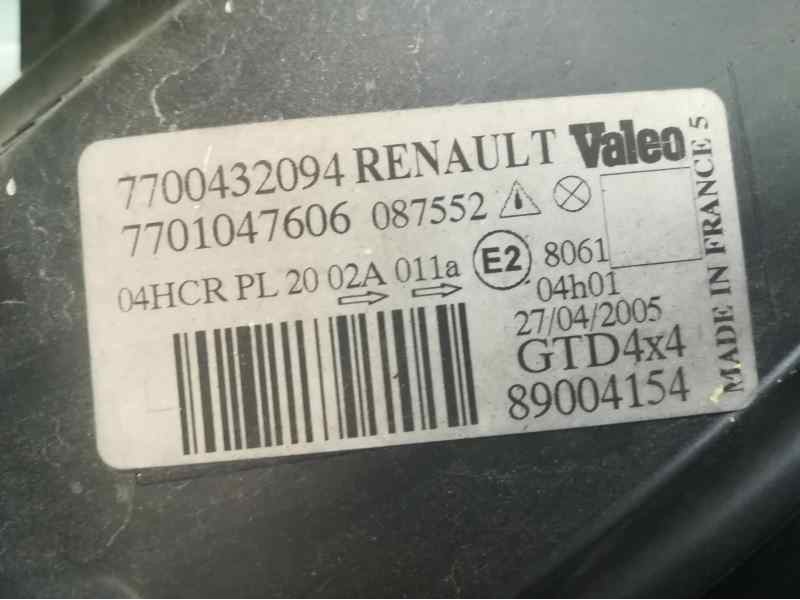 7700432094 RENAULT Valeo
7701047606 087552
04HCR PL 20 02A 011a E2 8061
04h01
27/04/2005
GTD4x4
89004154
MADE IN FRANCE 5